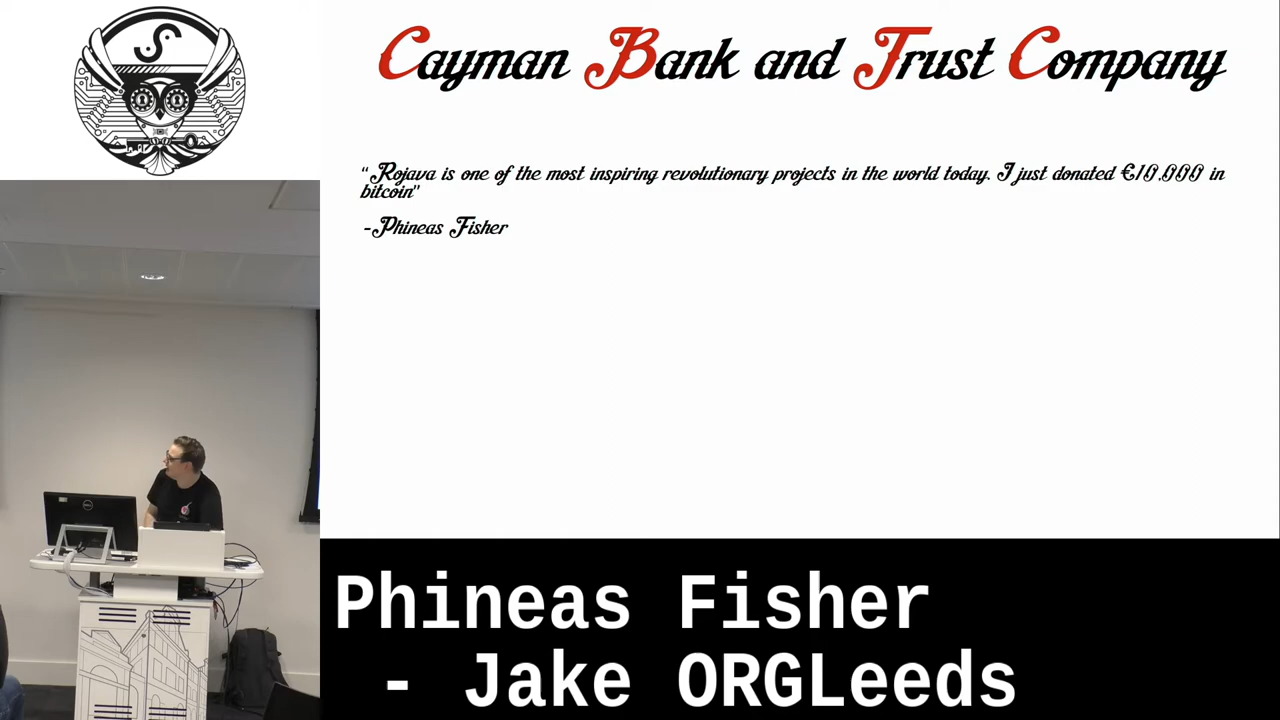 Cayman Bank and Trust Company
“Rojava is one of the most inspiring revolutionary projects in the world today. I just donated €10.000 in
bitcoin"
-Phineas Fisher
Phineas Fisher
- Jake ORGLeeds